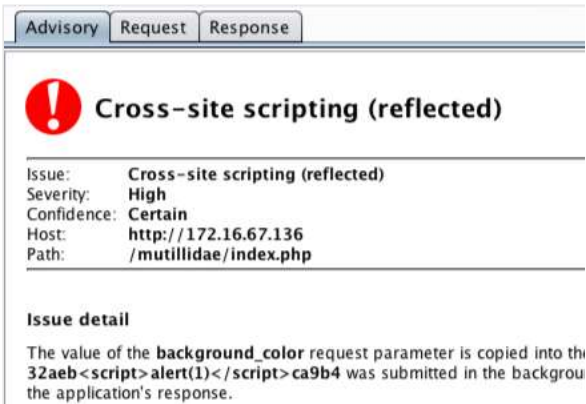 Advisory Request Response
Cross-site scripting (reflected)
Issue: Cross-site scripting (reflected)
Severity: High
Confidence: Certain
Host: http://172.16.67.136
Path: /mutillidae/index.php
Issue detail
The value of the background_color request parameter is copied into the
32aeb<script>alert(1)</script>ca9b4 was submitted in the backgroun
the application's response.